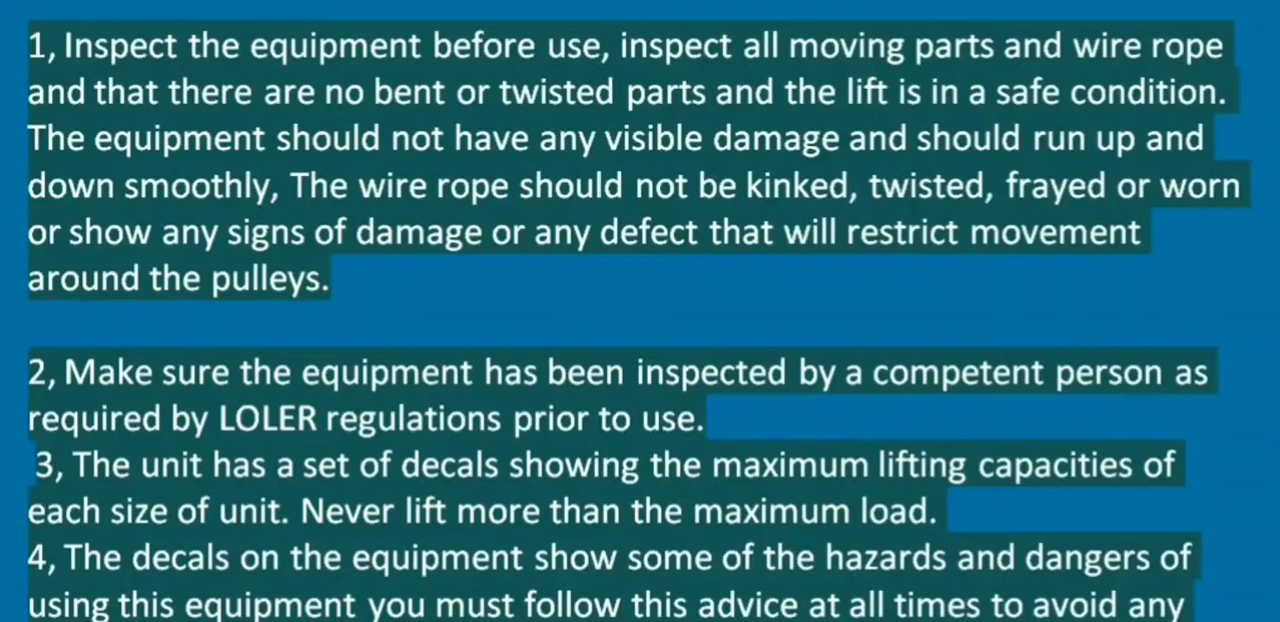 1, Inspect the equipment before use, inspect all moving parts and wire rope
and that there are no bent or twisted parts and the lift is in a safe condition.
The equipment should not have any visible damage and should run up and
down smoothly, The wire rope should not be kinked, twisted, frayed or worn
or show any signs of damage or any defect that will restrict movement
around the pulleys.
2, Make sure the equipment has been inspected by a competent person as
required by LOLER regulations prior to use.
3, The unit has a set of decals showing the maximum lifting capacities of
each size of unit. Never lift more than the maximum load.
4, The decals on the equipment show some of the hazards and dangers of
using this equipment you must follow this advice at all times to avoid any